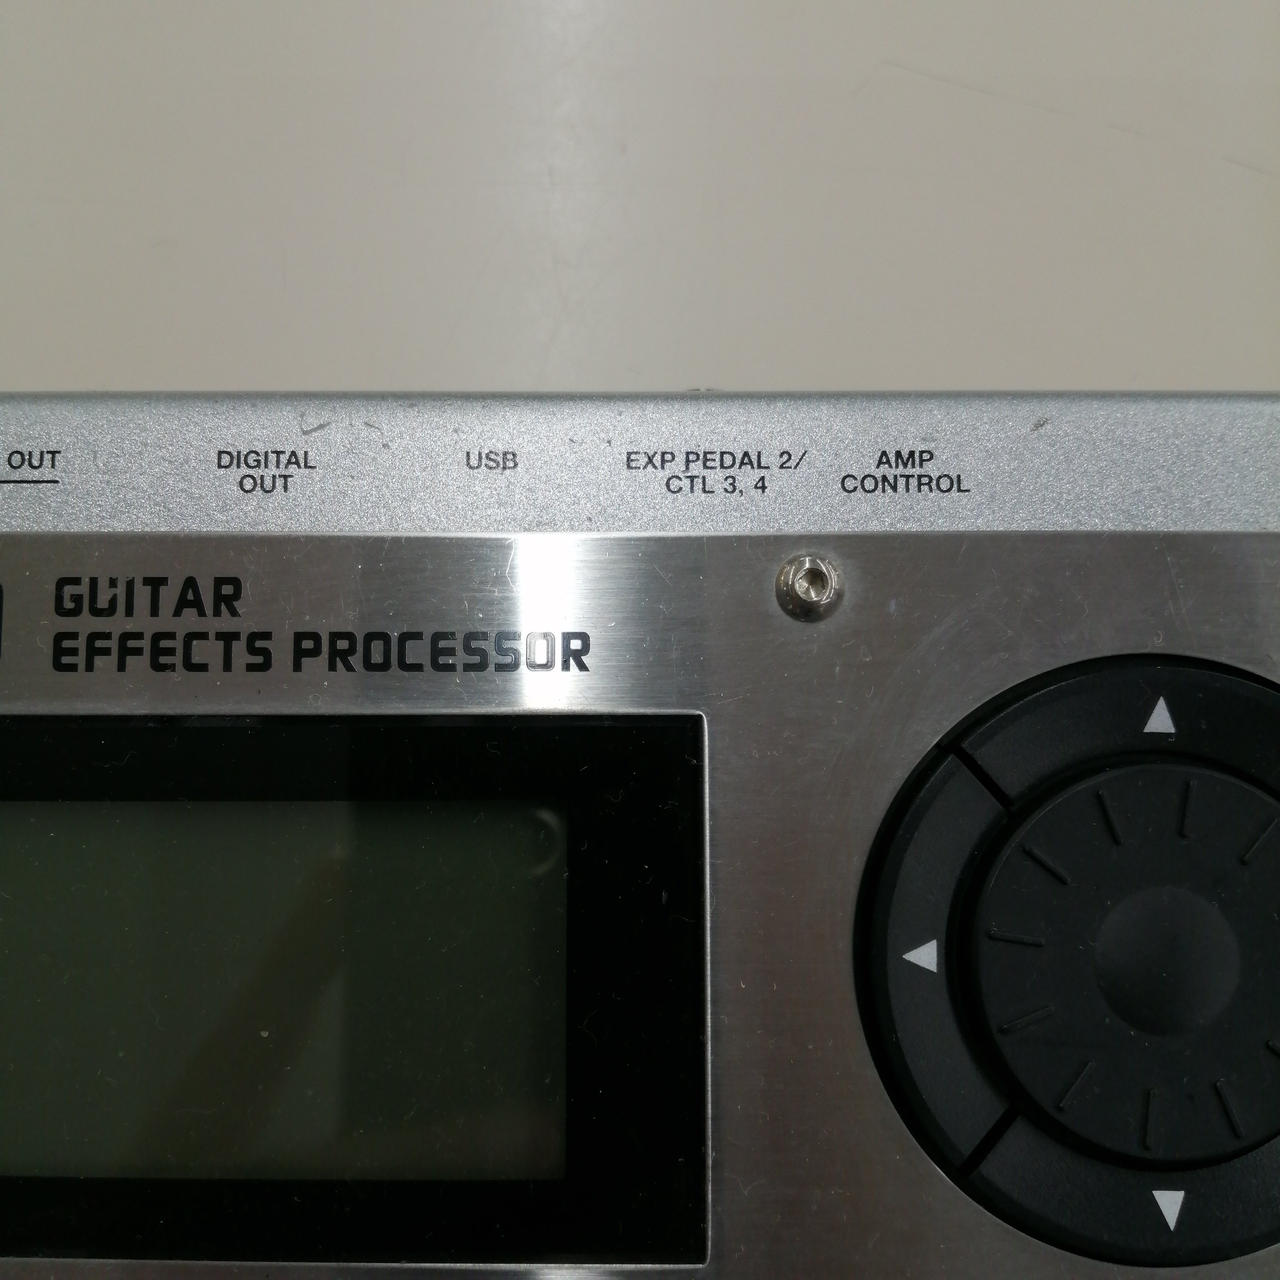 OUT
DIGITAL
OUT
USB
EXP PEDAL 2/
CTL 3, 4
AMP
CONTROL
GUITAR
EFFECTS PROCESSOR